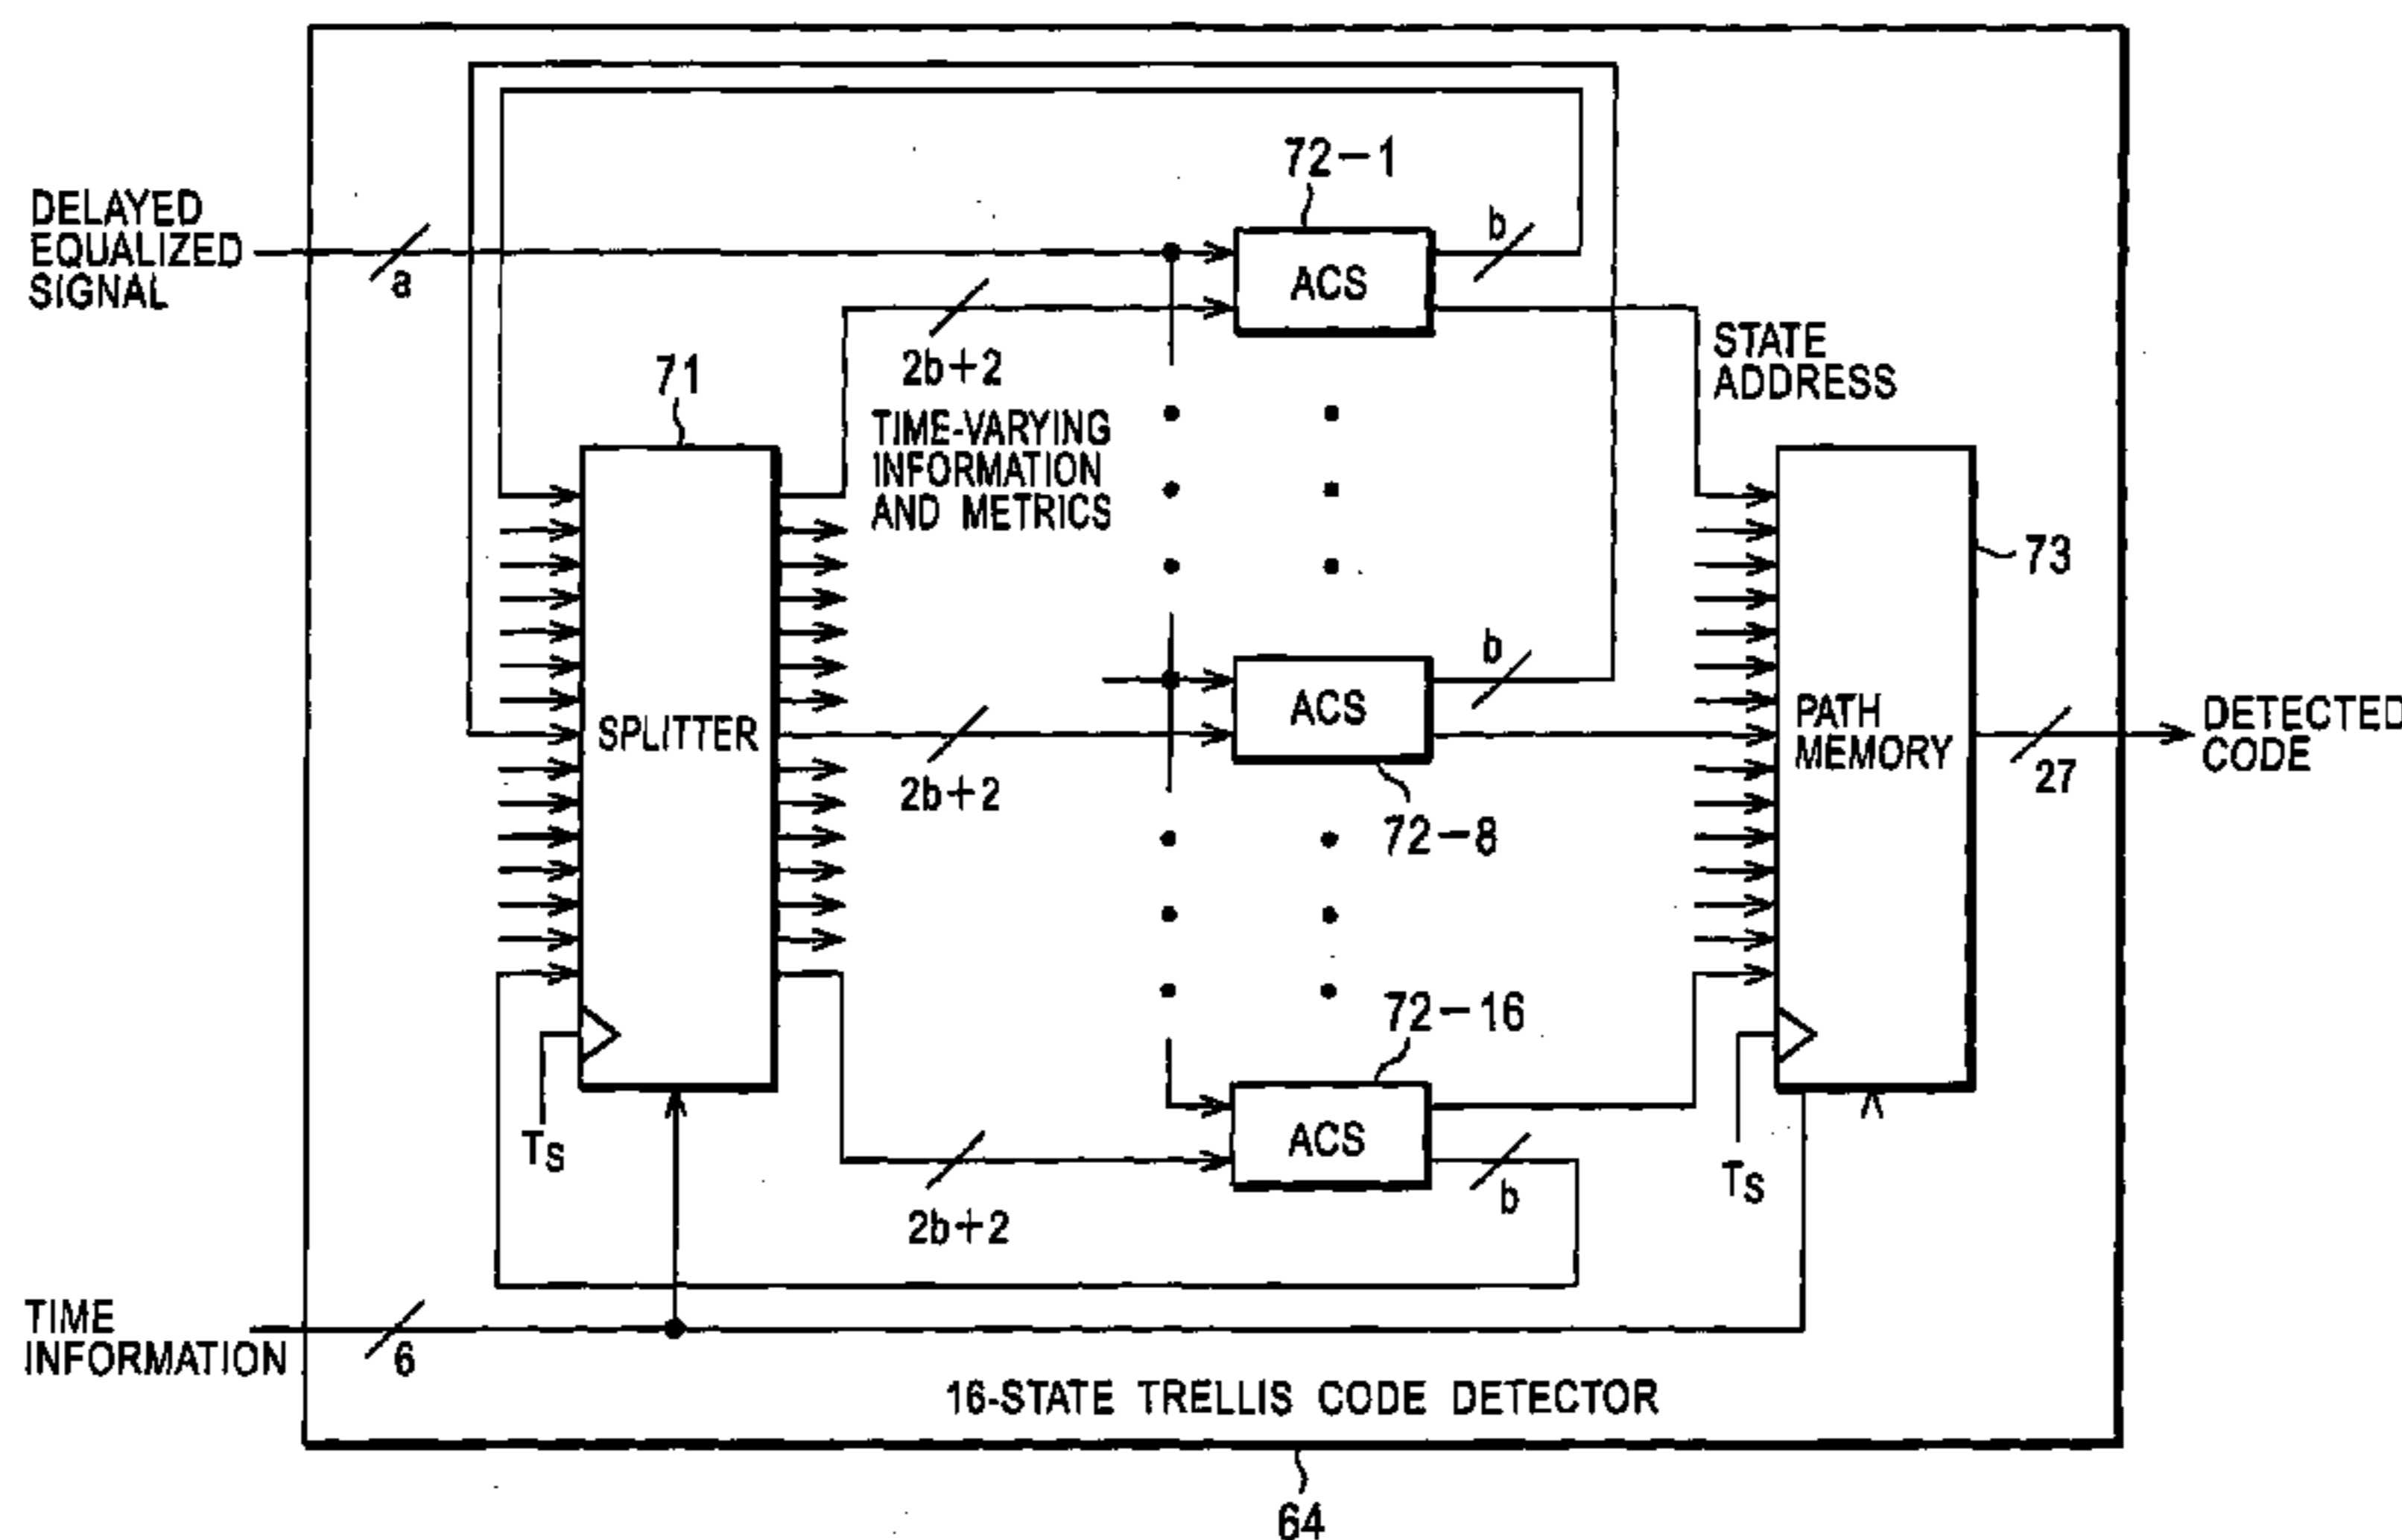 72-1
DELAYED
EQUALIZED
SIGNAL
a
b
ACS
2b+2
STATE
ADDRESS
71
TIME-VARYING
INFORMATION
AND METRICS
73
b
ACS
SPLITTER
PATH
MEMORY
DETECTED
CODE
2b+2
27
72-8
72-16
ACS
Ts
Ts
b
2b+2
TIME
INFORMATION
6
16-STATE TRELLIS CODE DETECTOR
64